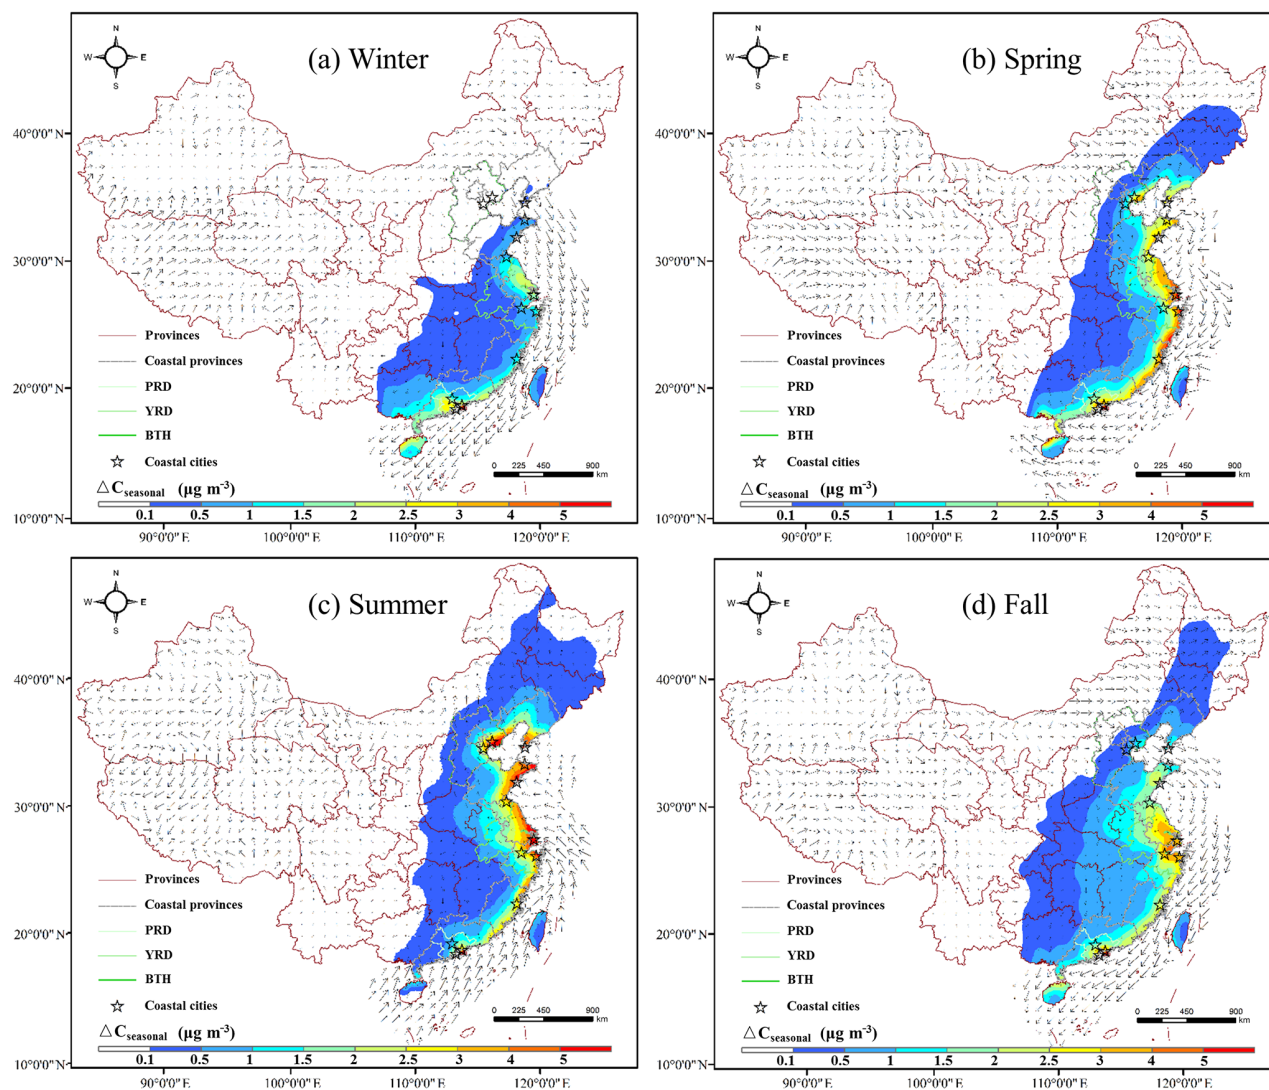 (a) Winter
N
W E
S
40°0'0" N
30°0'0" N
20°0'0" N
10°0'0" N
Provinces
Coastal provinces
PRD
YRD
BTH
Coastal cities
0 225 450 900
km
△Cseasonal (μg m⁻³)
0.1 0.5 1 1.5 2 2.5 3 4 5
90°0'0" E 100°0'0" E 110°0'0" E 120°0'0" E
(b) Spring
N
W E
S
40°0'0" N
30°0'0" N
20°0'0" N
10°0'0" N
Provinces
Coastal provinces
PRD
YRD
BTH
Coastal cities
0 225 450 900
km
△Cseasonal (μg m⁻³)
0.1 0.5 1 1.5 2 2.5 3 4 5
90°0'0" E 100°0'0" E 110°0'0" E 120°0'0" E
(c) Summer
N
W E
S
40°0'0" N
30°0'0" N
20°0'0" N
10°0'0" N
Provinces
Coastal provinces
PRD
YRD
BTH
Coastal cities
0 225 450 900
km
△Cseasonal (μg m⁻³)
0.1 0.5 1 1.5 2 2.5 3 4 5
90°0'0" E 100°0'0" E 110°0'0" E 120°0'0" E
(d) Fall
N
W E
S
40°0'0" N
30°0'0" N
20°0'0" N
10°0'0" N
Provinces
Coastal provinces
PRD
YRD
BTH
Coastal cities
0 225 450 900
km
△Cseasonal (μg m⁻³)
0.1 0.5 1 1.5 2 2.5 3 4 5
90°0'0" E 100°0'0" E 110°0'0" E 120°0'0" E